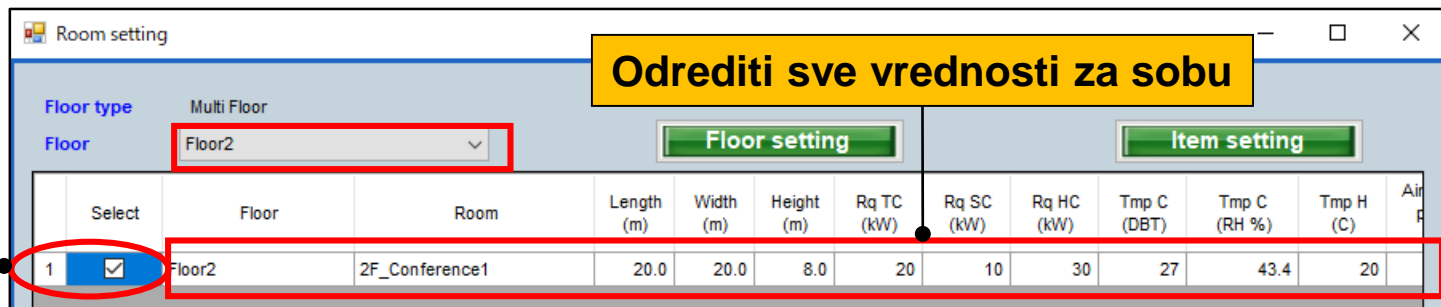 Room setting
Odrediti sve vrednosti za sobu
Floor type Multi Floor
Floor Floor2
Floor setting Item setting
Select Floor Room Length (m) Width (m) Height (m) Rq TC (kW) Rq SC (kW) Rq HC (kW) Tmp C (DBT) Tmp C (RH %) Tmp H (C) Air
1 Floor2 2F_Conference1 20.0 20.0 8.0 20 10 30 27 43.4 20